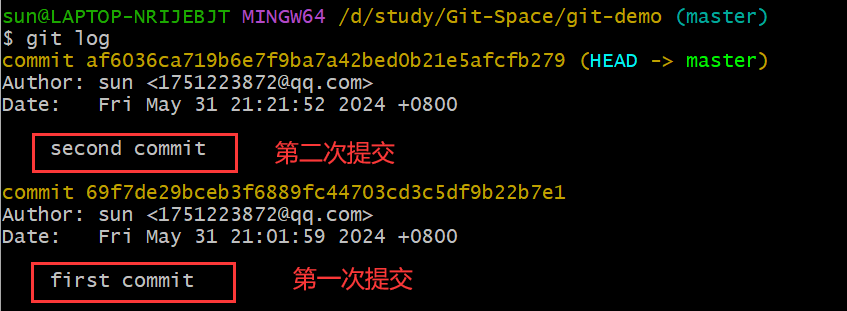 sun@LAPTOP-NRIJEBJT MINGW64 /d/study/Git-Space/git-demo (master)
$ git log
commit af6036ca719b6e7f9ba7a42bed0b21e5afcfb279 (HEAD -> master)
Author: sun <1751223872@qq.com>
Date:   Fri May 31 21:21:52 2024 +0800
second commit 第二次提交
commit 69f7de29bceb3f6889fc44703cd3c5df9b22b7e1
Author: sun <1751223872@qq.com>
Date:   Fri May 31 21:01:59 2024 +0800
first commit 第一次提交